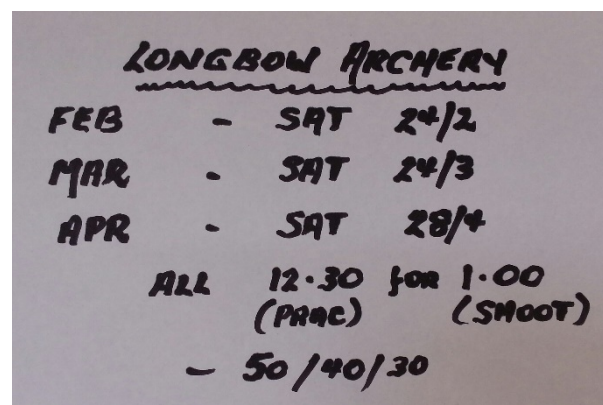 LONGBOW ARCHERY
FEB - SAT 24/2
MAR - SAT 24/3
APR - SAT 28/4
ALL 12.30 for 1.00
(PRAC) (SHOOT)
- 50/40/30